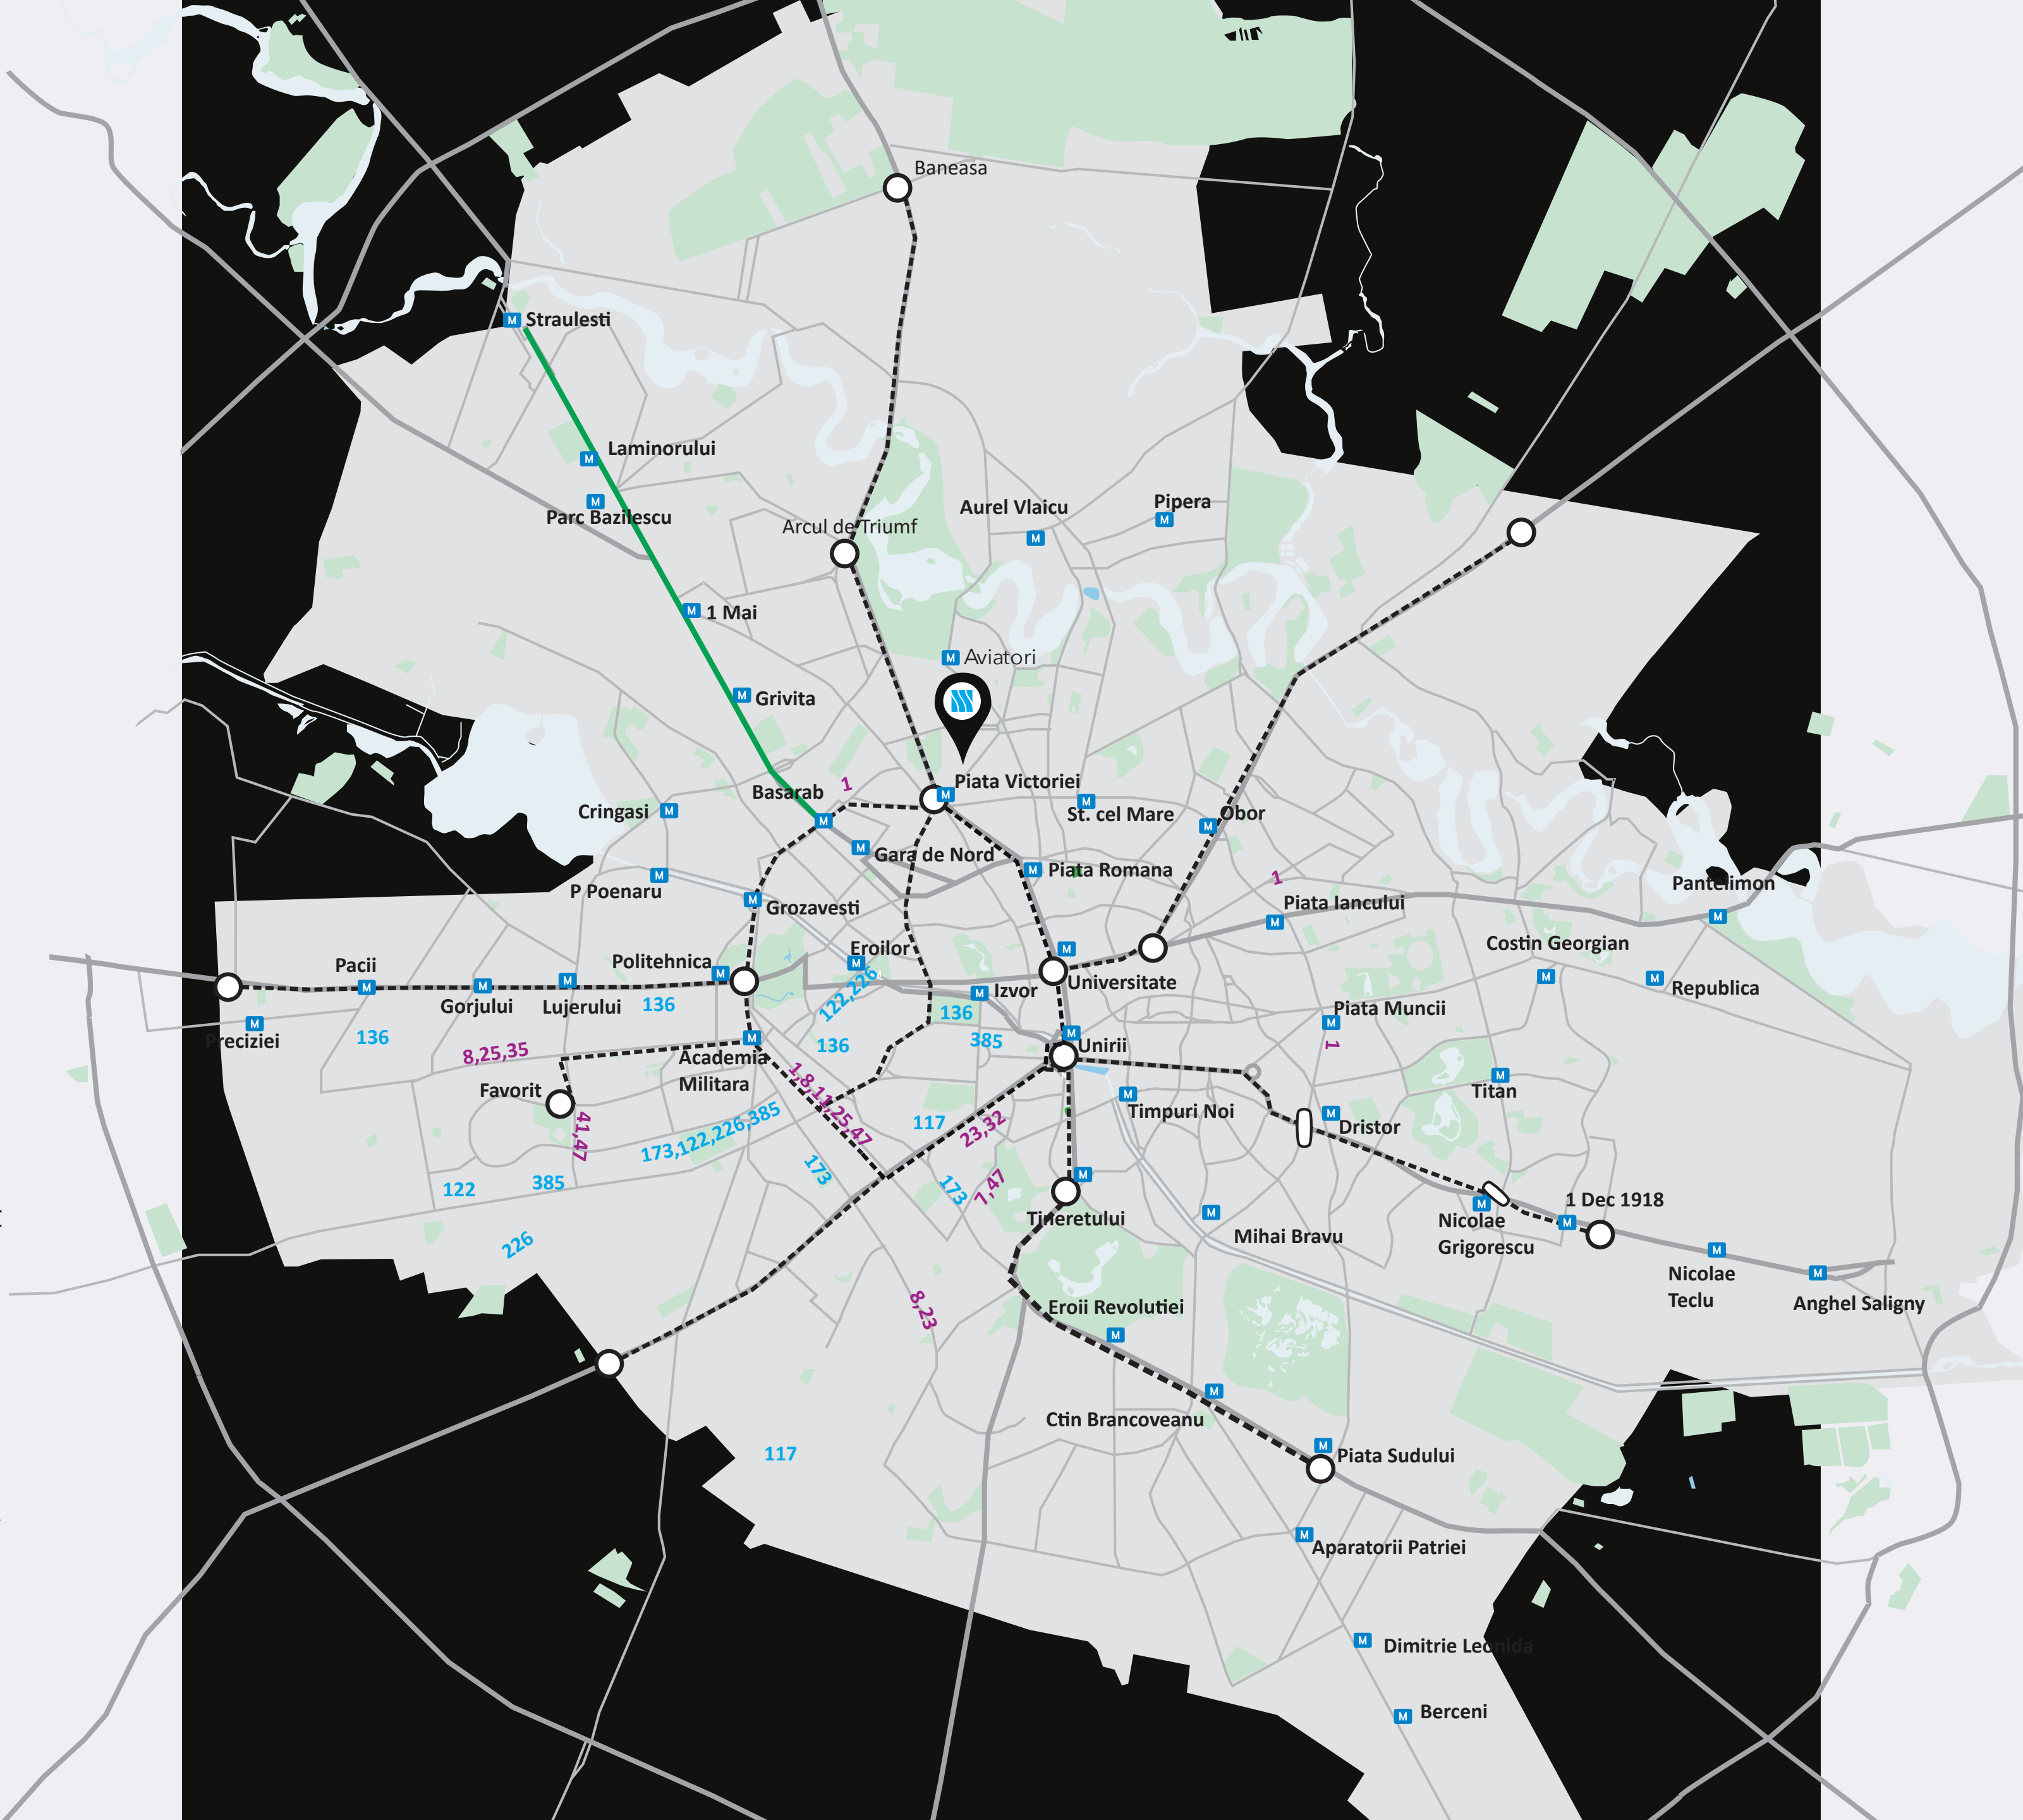 Baneasa
M Straulesti
Laminorului
M
M
Parc Bazilescu
Aurel Vlaicu
M
Pipera
M
Arcul de Triumf
M 1 Mai
M Aviatori
M
Grivita
Piata Victoriei
M
1
Basarab
M
Cringasi M
M
St. cel Mare
Obor
M
M
Gara de Nord
M Piata Romana
M
P Poenaru
M
Grozavesti
1
Piata Iancului
M
Pantelimon
M
Costin Georgian
M
M
Republica
Eroilor
M
122,226
Politehnica
M
Pacii
M
M
Gorjului
M
Lujerului
136
M
Universitate
M Izvor
136
385
M
Preciziei
136
8,25,35
M
Academia
Militara
136
M
Unirii
Piata Muncii
M
1
M
Titan
Favorit
41,47
1,8,11,25,47
173,122,226,385
117
23,32
M
Timpuri Noi
M
Dristor
173
173
7,47
M
Tineretului
122
385
226
M
Mihai Bravu
M
Nicolae
Grigorescu
1 Dec 1918
M
M
Nicolae
Teclu
M
Anghel Saligny
8,23
Eroii Revolutiei
M
M
Ctin Brancoveanu
M
Piata Sudului
117
M
Aparatorii Patriei
M
Dimitrie Leonida
M Berceni